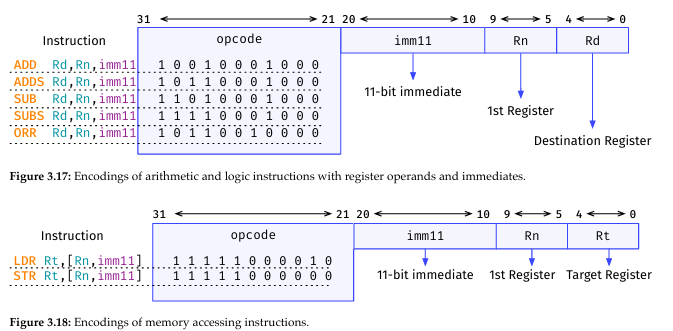 31 21 20 10 9 5 4 0
Instruction opcode imm11 Rn Rd
ADD Rd,Rn,imm11 1 0 0 1 0 0 0 1 0 0 0
ADDS Rd,Rn,imm11 1 0 1 1 0 0 0 1 0 0 0
SUB Rd,Rn,imm11 1 1 0 1 0 0 0 1 0 0 0
SUBS Rd,Rn,imm11 1 1 1 1 0 0 0 1 0 0 0
ORR Rd,Rn,imm11 1 0 1 1 0 0 1 0 0 0 0
11-bit immediate
1st Register
Destination Register
Figure 3.17: Encodings of arithmetic and logic instructions with register operands and immediates.
31 21 20 10 9 5 4 0
Instruction opcode imm11 Rn Rt
LDR Rt,[Rn,imm11] 1 1 1 1 1 0 0 0 0 1 0
STR Rt,[Rn,imm11] 1 1 1 1 1 0 0 0 0 0 0
11-bit immediate 1st Register Target Register
Figure 3.18: Encodings of memory accessing instructions.